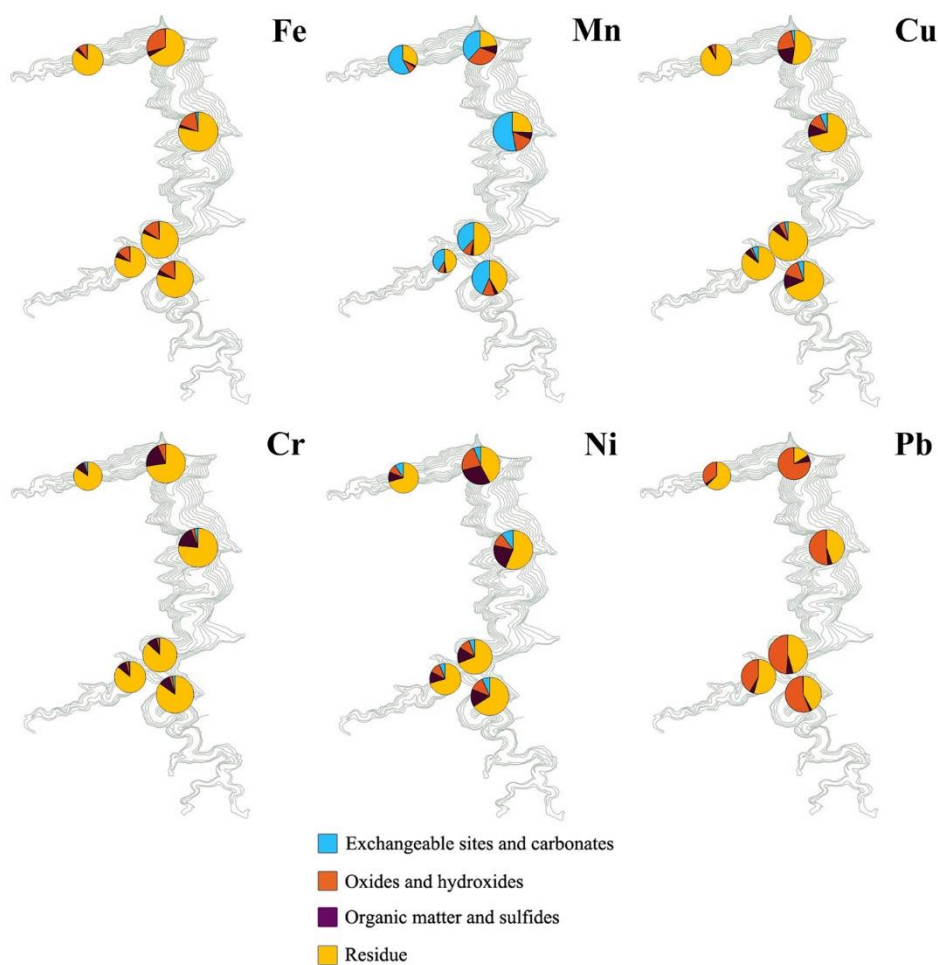 Fe
Mn
Cu
Cr
Ni
Pb
Exchangeable sites and carbonates
Oxides and hydroxides
Organic matter and sulfides
Residue